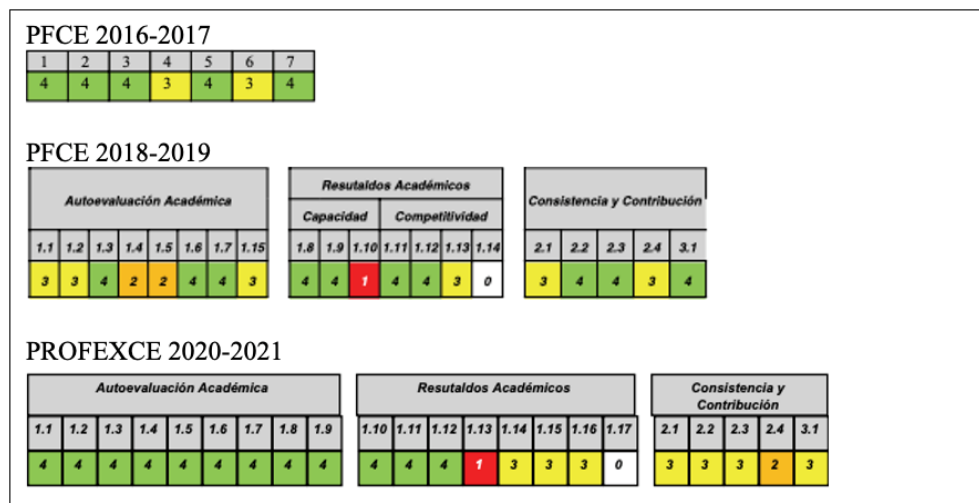 PFCE 2016-2017
1 2 3 4 5 6 7
4 4 4 3 4 3 4
PFCE 2018-2019
Autoevaluación Académica
1.1 1.2 1.3 1.4 1.5 1.6 1.7 1.15
3 3 4 2 2 4 4 3
Resutaldos Académicos
Capacidad Competitividad
1.8 1.9 1.10 1.11 1.12 1.13 1.14
4 4 1 4 4 3 0
Consistencia y Contribución
2.1 2.2 2.3 2.4 3.1
3 4 4 3 4
PROFEXCE 2020-2021
Autoevaluación Académica
1.1 1.2 1.3 1.4 1.5 1.6 1.7 1.8 1.9
4 4 4 4 4 4 4 4 4
Resutaldos Académicos
1.10 1.11 1.12 1.13 1.14 1.15 1.16 1.17
4 4 4 1 3 3 3 0
Consistencia y
Contribución
2.1 2.2 2.3 2.4 3.1
3 3 3 2 3